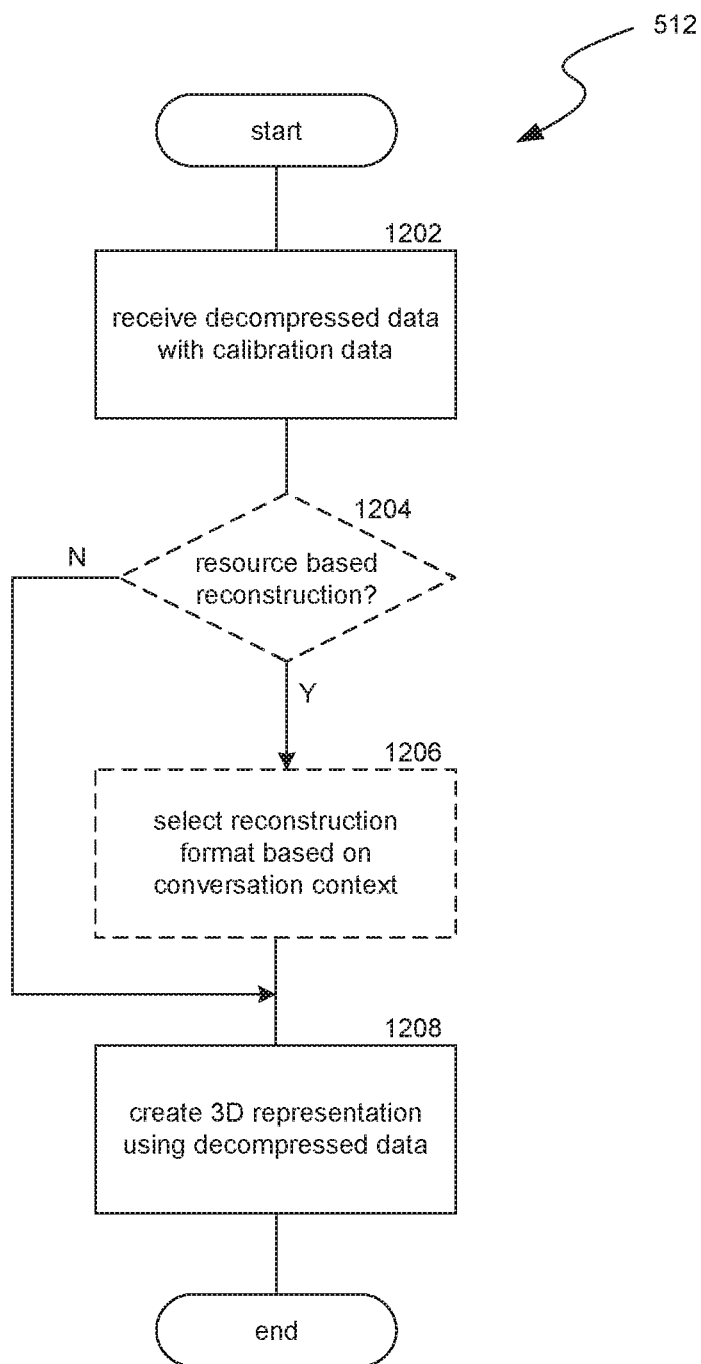 512
start
1202
receive decompressed data
with calibration data
1204
resource based
reconstruction?
N
Y
1206
select reconstruction
format based on
conversation context
1208
create 3D representation
using decompressed data
end